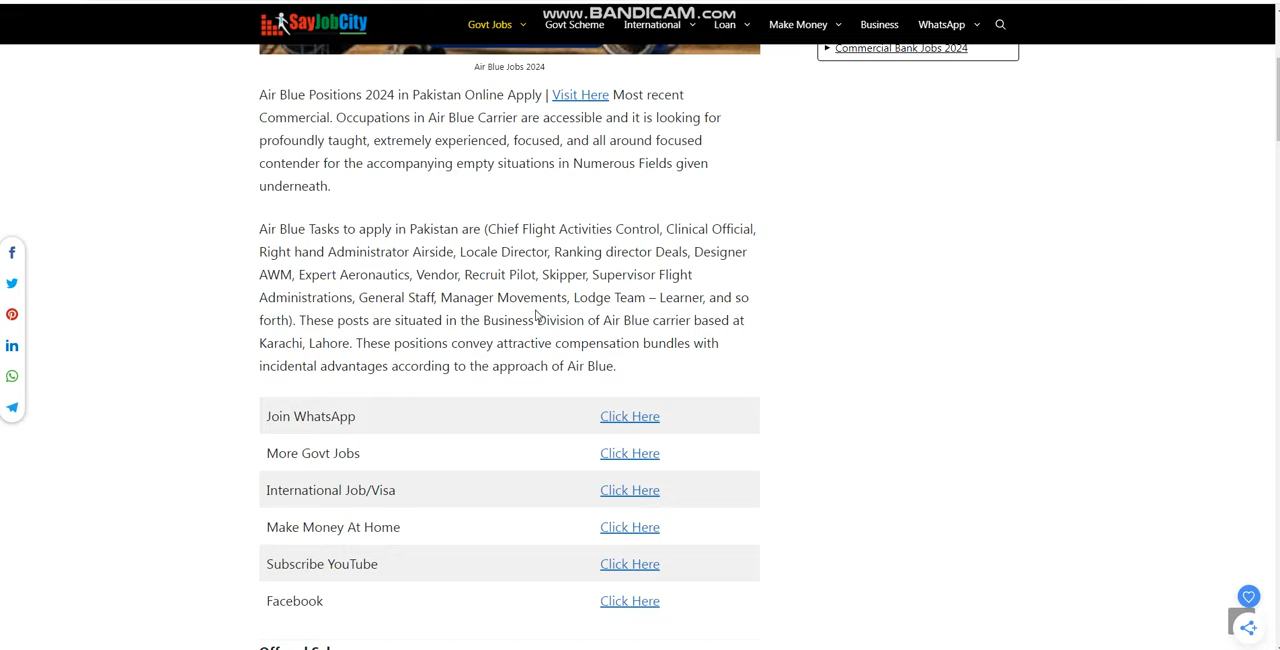 www.BANDICAM.com
SayJobCity
Govt Jobs
Govt Scheme
International
Loan
Make Money
Business
WhatsApp
Commercial Bank Jobs 2024
Air Blue Jobs 2024
Air Blue Positions 2024 in Pakistan Online Apply | Visit Here Most recent
Commercial. Occupations in Air Blue Carrier are accessible and it is looking for
profoundly taught, extremely experienced, focused, and all around focused
contender for the accompanying empty situations in Numerous Fields given
underneath.
Air Blue Tasks to apply in Pakistan are (Chief Flight Activities Control, Clinical Official,
Right hand Administrator Airside, Locale Director, Ranking director Deals, Designer
AWM, Expert Aeronautics, Vendor, Recruit Pilot, Skipper, Supervisor Flight
Administrations, General Staff, Manager Movements, Lodge Team – Learner, and so
forth). These posts are situated in the Business Division of Air Blue carrier based at
Karachi, Lahore. These positions convey attractive compensation bundles with
incidental advantages according to the approach of Air Blue.
Join WhatsApp Click Here
More Govt Jobs Click Here
International Job/Visa Click Here
Make Money At Home Click Here
Subscribe YouTube Click Here
Facebook Click Here